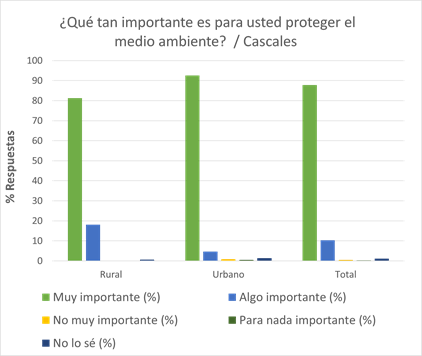 ¿Qué tan importante es para usted proteger el
medio ambiente? / Cascales
% Respuestas
100
90
80
70
60
50
40
30
20
10
0
Rural Urbano Total
Muy importante (%) Algo importante (%)
No muy importante (%) Para nada importante (%)
No lo sé (%)